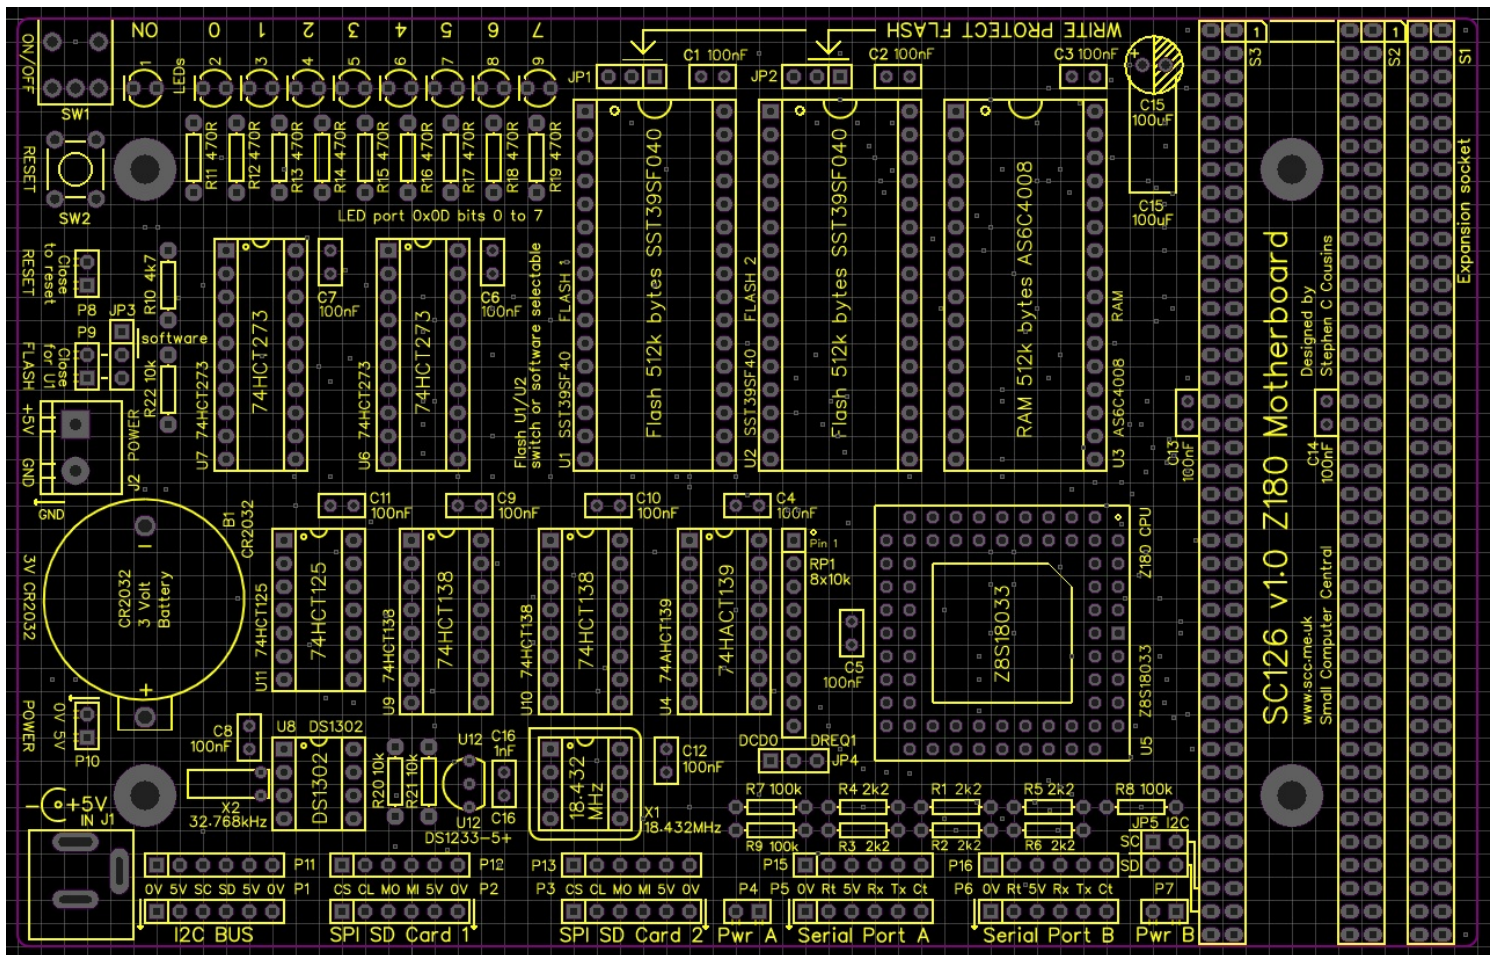 ON/OFF
SW1
ON
0 1 2 3 4 5 6 7
1
LEDs
2 3 4 5 6 7 8 9
WRITE PROTECT FLASH
JP1
C1 100nF
JP2
C2 100nF
C3 100nF
+
C15
100uF
C15
100uF
1
S3
1
S2
S1
RESET
SW2
R11 470R
R12 470R
R13 470R
R14 470R
R15 470R
R16 470R
R17 470R
R18 470R
R19 470R
LED port 0x0D bits 0 to 7
RESET
Close
to reset
P8
JP3
P9
software
FLASH
Close
for U1
R10 4k7
R22 10k
U7 74HCT273
74HCT273
C7
100nF
U6 74HCT273
74HCT273
C6
100nF
Flash U1/U2
switch or software selectable
U1 SST39SF40 FLASH 1
Flash 512k bytes SST39SF040
U2 SST39SF40 FLASH 2
Flash 512k bytes SST39SF040
RAM 512k bytes AS6C4008
U3 AS6C4008 RAM
C13
100nF
C14
100nF
SC126 v1.0 Z180 Motherboard
Designed by
Stephen C Cousins
www.scc.me.uk
Small Computer Central
Expansion socket
+5V GND
POWER
J2
GND
B1
CR2032
3V CR2032
CR2032
3 Volt
Battery
+
C11
100nF
C9
100nF
C10
100nF
C4
100nF
U11 74HCT125
74HCT125
U9 74HCT138
74HCT138
U10 74HCT138
74HCT138
U4 74AHCT139
74HACT139
Pin 1
RP1
8x10k
C5
100nF
Z8S18033
Z180 CPU
Z8S18033
U5
POWER
0V 5V
P10
C8
100nF
U8 DS1302
DS1302
X2
32.768kHz
R20 10k
R21 10k
U12
U12
DS1233-5+
C16
1nF
C16
18.432
MHz
X1
18.432MHz
C12
100nF
DCD0 DREQ1
JP4
R7 100k
R4 2k2
R1 2k2
R5 2k2
R8 100k
R9 100k
R3 2k2
R2 2k2
R6 2k2
JP5 I2C
SC
SD
- +5V
IN J1
P11
P12
P13
P15
P16
0V 5V SC SD 5V 0V P1
CS CL MO MI 5V 0V P2
P3 CS CL MO MI 5V 0V
P4
P5 0V Rt 5V Rx Tx Ct
P6 0V Rt 5V Rx Tx Ct
P7
I2C BUS
SPI SD Card 1
SPI SD Card 2
Pwr A
Serial Port A
Serial Port B
Pwr B